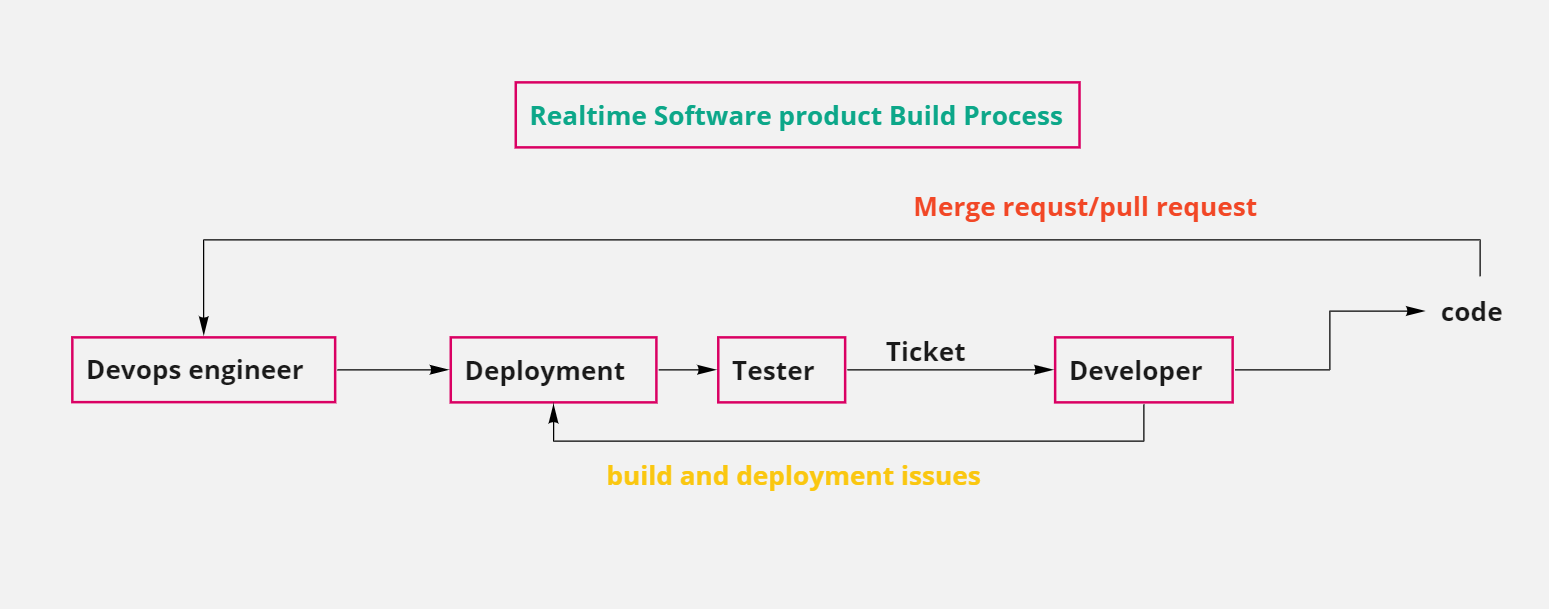 Realtime Software product Build Process
Merge requst/pull request
code
Devops engineer
Deployment
Tester
Ticket
Developer
build and deployment issues